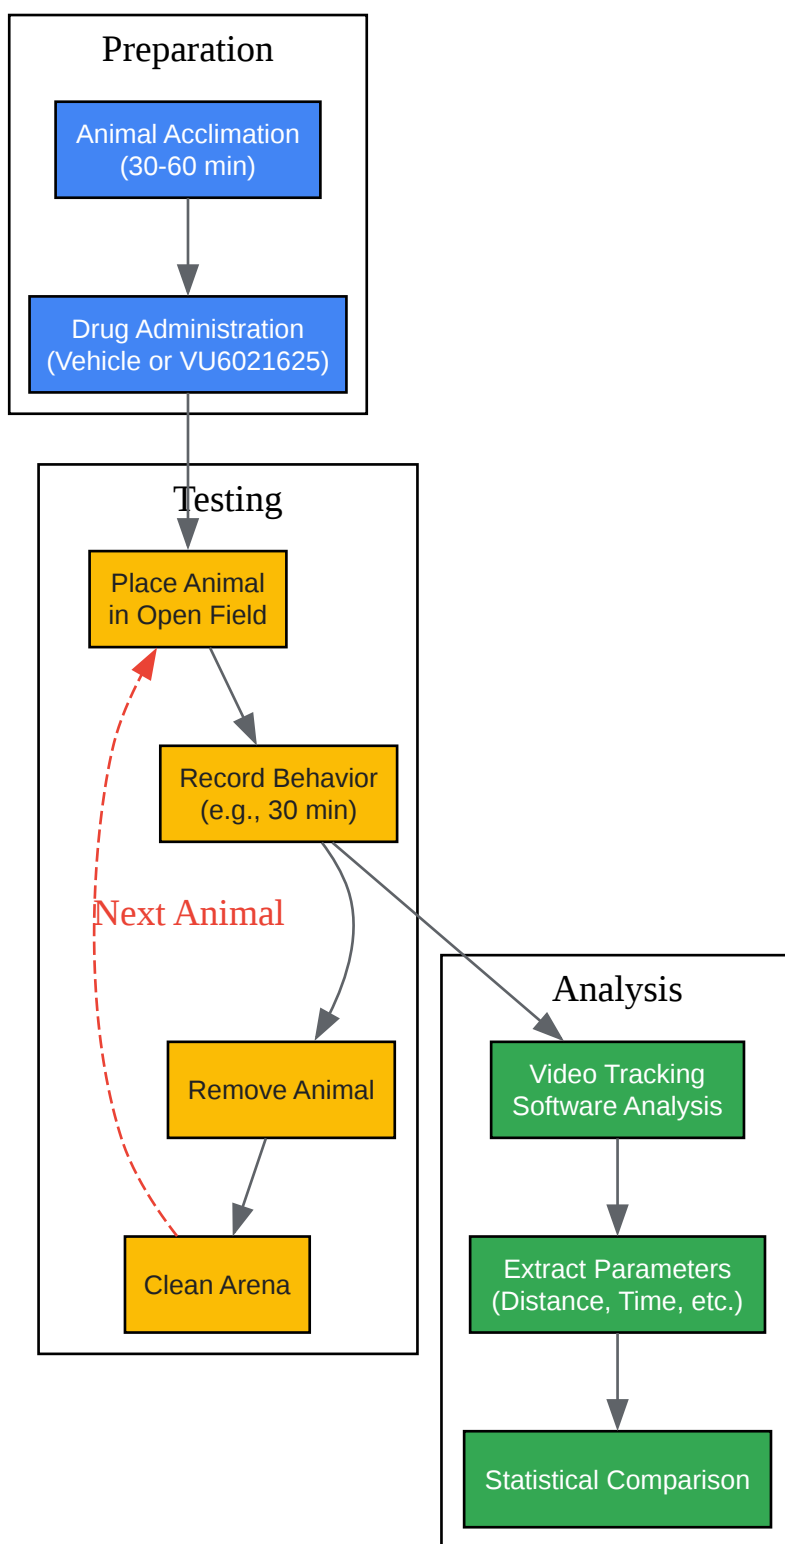 Preparation
Animal Acclimation
(30-60 min)
Drug Administration
(Vehicle or VU6021625)
Testing
Place Animal
in Open Field
Record Behavior
(e.g., 30 min)
Next Animal
Remove Animal
Clean Arena
Analysis
Video Tracking
Software Analysis
Extract Parameters
(Distance, Time, etc.)
Statistical Comparison